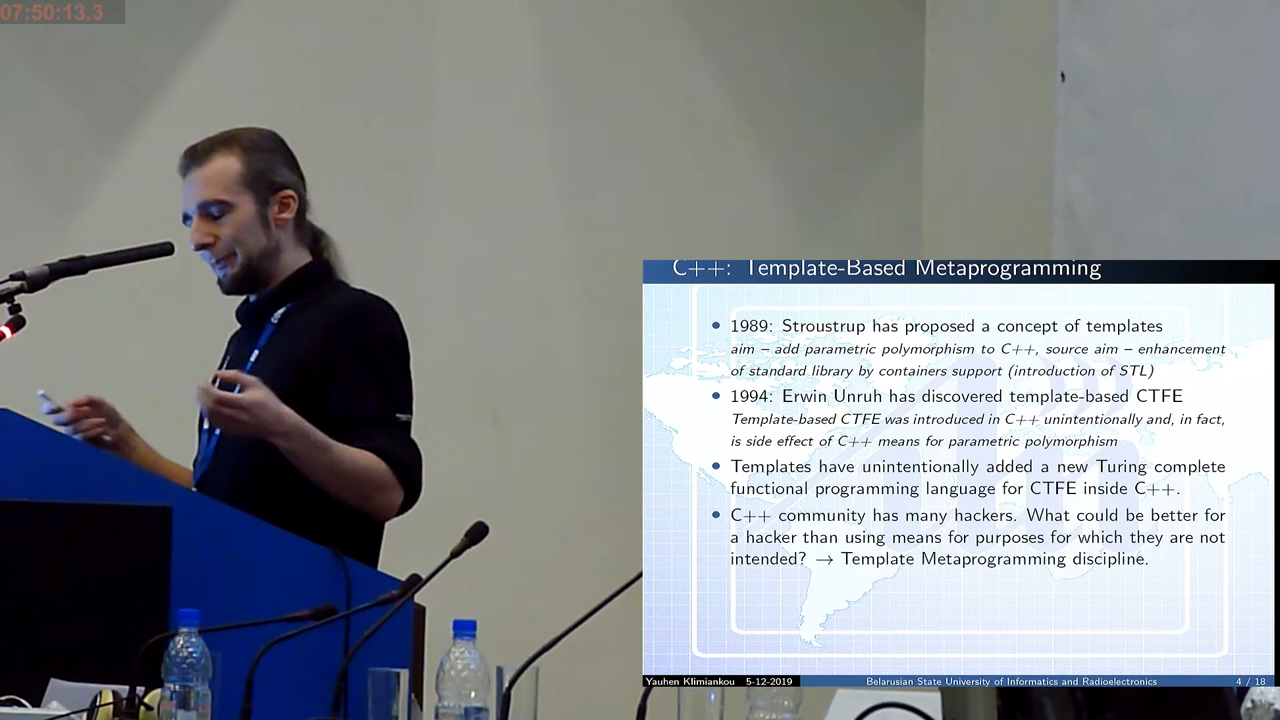 07:50:13.3
C++: Template-Based Metaprogramming
1989: Stroustrup has proposed a concept of templates
aim – add parametric polymorphism to C++, source aim – enhancement
of standard library by containers support (introduction of STL)
1994: Erwin Unruh has discovered template-based CTFE
Template-based CTFE was introduced in C++ unintentionally and, in fact,
is side effect of C++ means for parametric polymorphism
Templates have unintentionally added a new Turing complete
functional programming language for CTFE inside C++.
C++ community has many hackers. What could be better for
a hacker than using means for purposes for which they are not
intended? → Template Metaprogramming discipline.
Yauhen Klimiankou 5-12-2019 Belarusian State University of Informatics and Radioelectronics 4 / 18